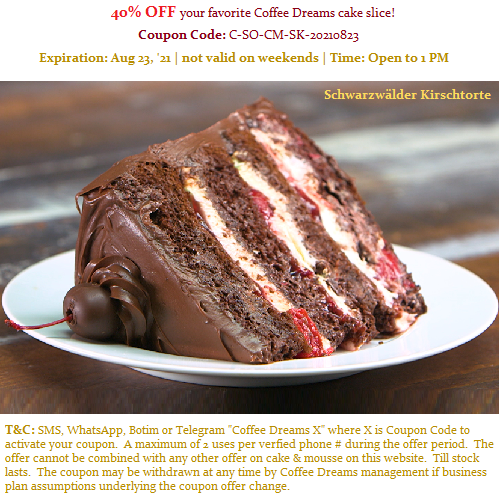 40% OFF your favorite Coffee Dreams cake slice!
Coupon Code: C-SO-CM-SK-20210823
Expiration: Aug 23, '21 | not valid on weekends | Time: Open to 1 PM
Schwarzwälder Kirschtorte
T&C: SMS, WhatsApp, Botim or Telegram "Coffee Dreams X" where X is Coupon Code to
activate your coupon. A maximum of 2 uses per verfied phone # during the offer period. The
offer cannot be combined with any other offer on cake & mousse on this website. Till stock
lasts. The coupon may be withdrawn at any time by Coffee Dreams management if business
plan assumptions underlying the coupon offer change.